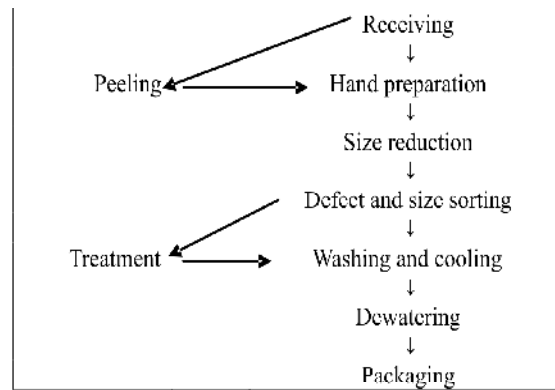 Receiving
↓
Peeling Hand preparation
↓
Size reduction
↓
Defect and size sorting
↓
Treatment Washing and cooling
↓
Dewatering
↓
Packaging